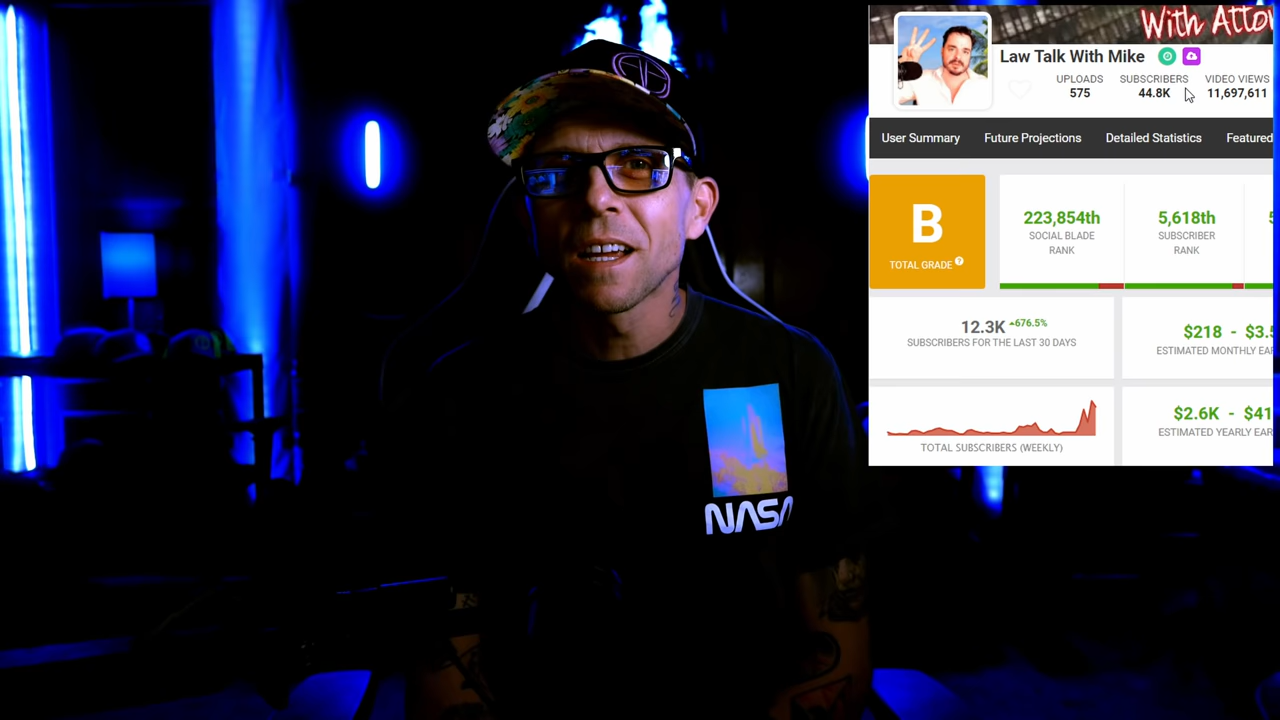 With Atto
Law Talk With Mike
UPLOADS SUBSCRIBERS VIDEO VIEWS
575 44.8K 11,697,611
User Summary Future Projections Detailed Statistics Featured
B
TOTAL GRADE ?
223,854th
SOCIAL BLADE
RANK
5,618th
SUBSCRIBER
RANK
12.3K 676.5%
SUBSCRIBERS FOR THE LAST 30 DAYS
$218 - $3.5
ESTIMATED MONTHLY EAR
TOTAL SUBSCRIBERS (WEEKLY)
$2.6K - $41
ESTIMATED YEARLY EAR
NASA